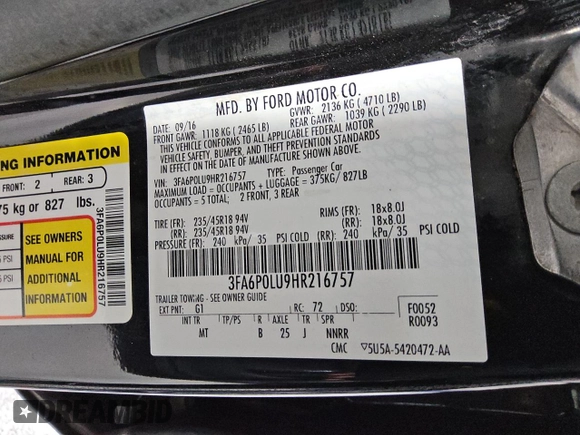 MFD. BY FORD MOTOR CO.
DATE: 09/16 GVWR: 2136 KG (4710 LB)
FRONT GAWR: 1118 KG (2465 LB) REAR GAWR: 1039 KG (2290 LB)
THIS VEHICLE CONFORMS TO ALL APPLICABLE FEDERAL MOTOR
VEHICLE SAFETY, BUMPER, AND THEFT PREVENTION STANDARDS
IN EFFECT ON THE DATE OF MANUFACTURE SHOWN ABOVE.
VIN: 3FA6P0LU9HR216757 TYPE: Passenger Car
MAXIMUM LOAD = OCCUPANTS + LUGGAGE = 375KG/ 827LB
OCCUPANTS = 5 TOTAL: 2 FRONT, 3 REAR
TIRE (FR): 235/45R18 94V RIMS (FR): 18x8.0J
(RR): 235/45R18 94V (RR): 18x8.0J
PRESSURE (FR): 240 kPa/ 35 PSI COLD (RR): 240 kPa/ 35 PSI COLD
3FA6P0LU9HR216757
TRAILER TOWING - SEE OWNER GUIDE
EXT PNT: G1 RC: 72 DSO: F0052
R0093
INT TR TP/PS R AXLE TR SPR
MT B 25 J NNRR
CMC 5U5A-5420472-AA
NG INFORMATION
FRONT: 2 REAR: 3
75 kg or 827 lbs.
SEE OWNERS
MANUAL FOR
ADDITIONAL
INFORMATION
3FA6P0LU9HR216757
DREAMBID